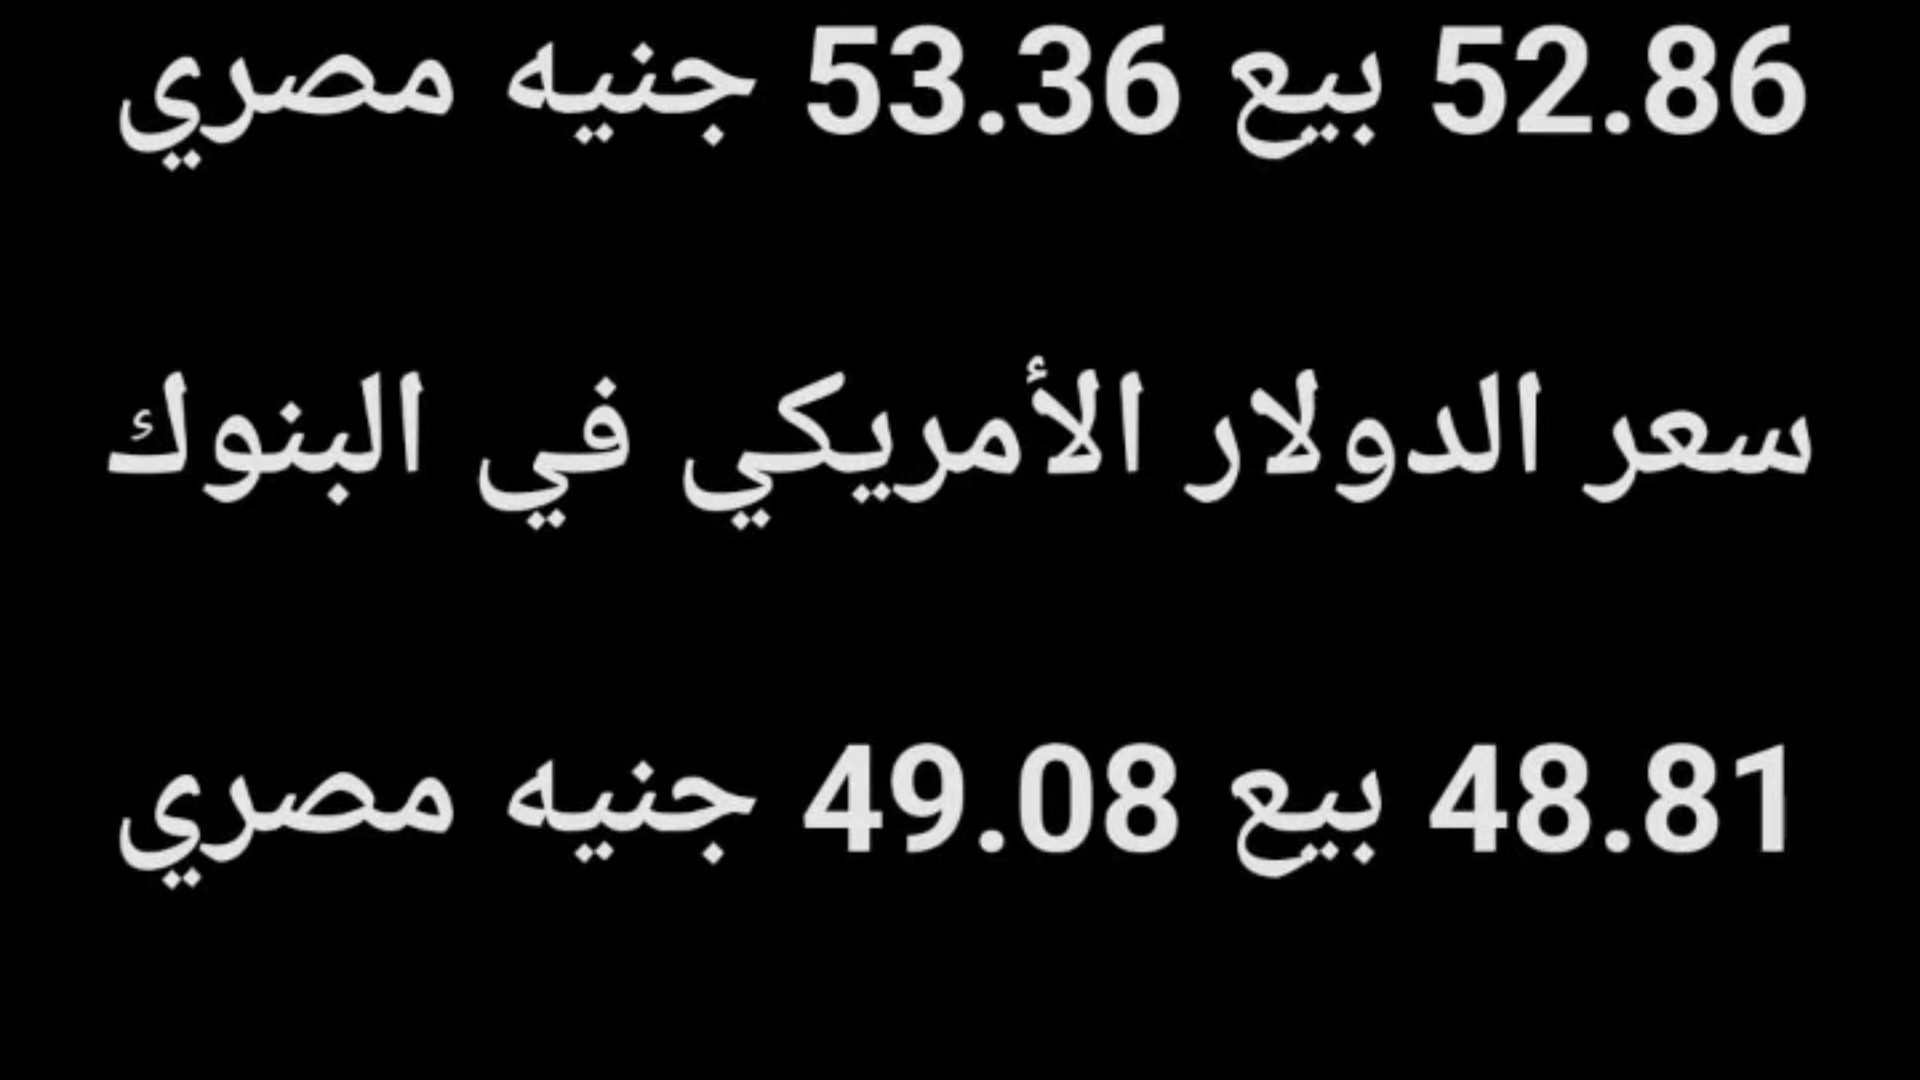 52.86 بيع 53.36 جنيه مصري
سعر الدولار الأمريكي في البنوك
48.81 بيع 49.08 جنيه مصري